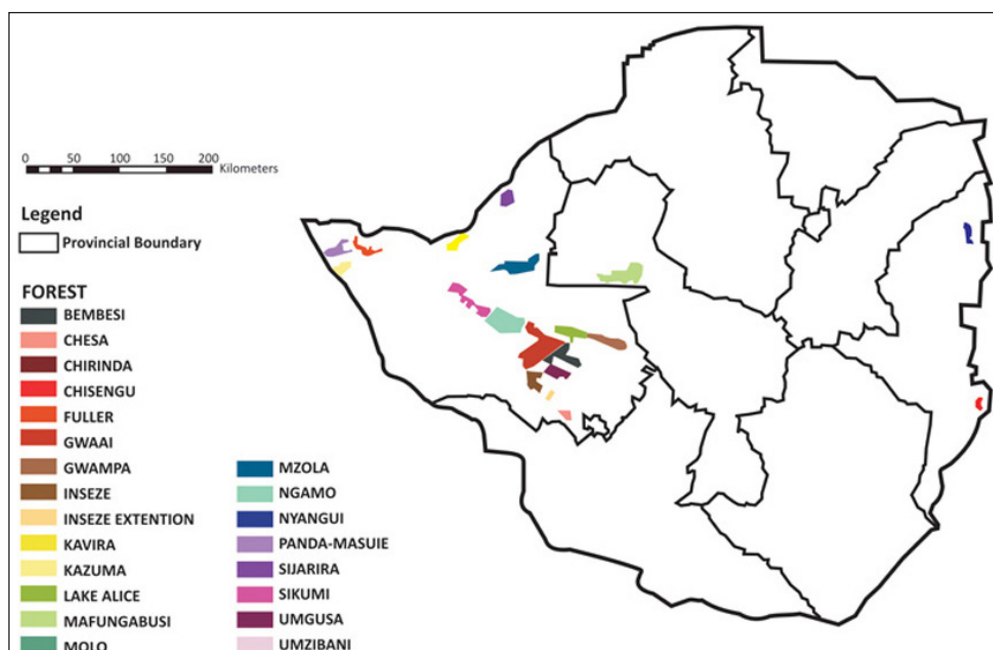 0 50 100 150 200
Kilometers
Legend
Provincial Boundary
FOREST
BEMBESI
CHESA
CHIRINDA
CHISENGU
FULLER
GWAAI
GWAMPA
INSEZE
INSEZE EXTENTION
KAVIRA
KAZUMA
LAKE ALICE
MAFUNGABUSI
MOLO
MZOLA
NGAMO
NYANGUI
PANDA-MASUIE
SIJARIRA
SIKUMI
UMGUSA
UMZIBANI